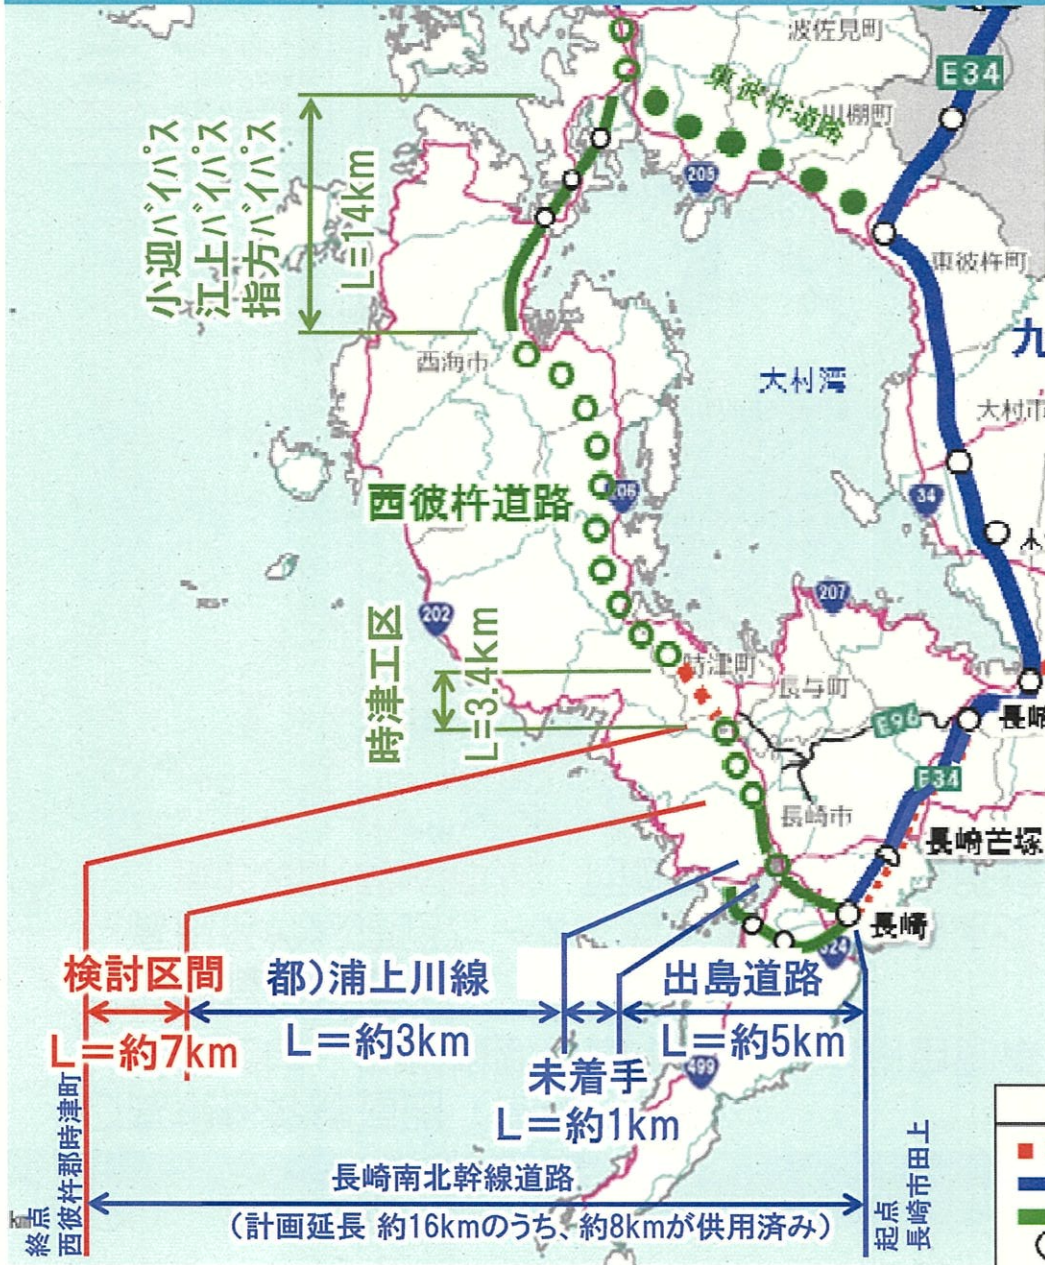 波佐見町
E34
東彼杵道路
川棚町
小迎バイパス
江上バイパス
指方バイパス
L=14km
205
東彼杵町
九
西海市
大村湾
大村市
西彼杵道路
206
34
木
202
207
時津工区
L=3.4km
時津町
長与町
E96
長崎
E34
長崎市
長崎芒塚
長崎
324
検討区間
L=約7km
都)浦上川線
L=約3km
出島道路
L=約5km
未着手
L=約1km
499
長崎南北幹線道路
(計画延長 約16kmのうち、約8kmが供用済み)
終点
西彼杵郡時津町
起点
長崎市田上